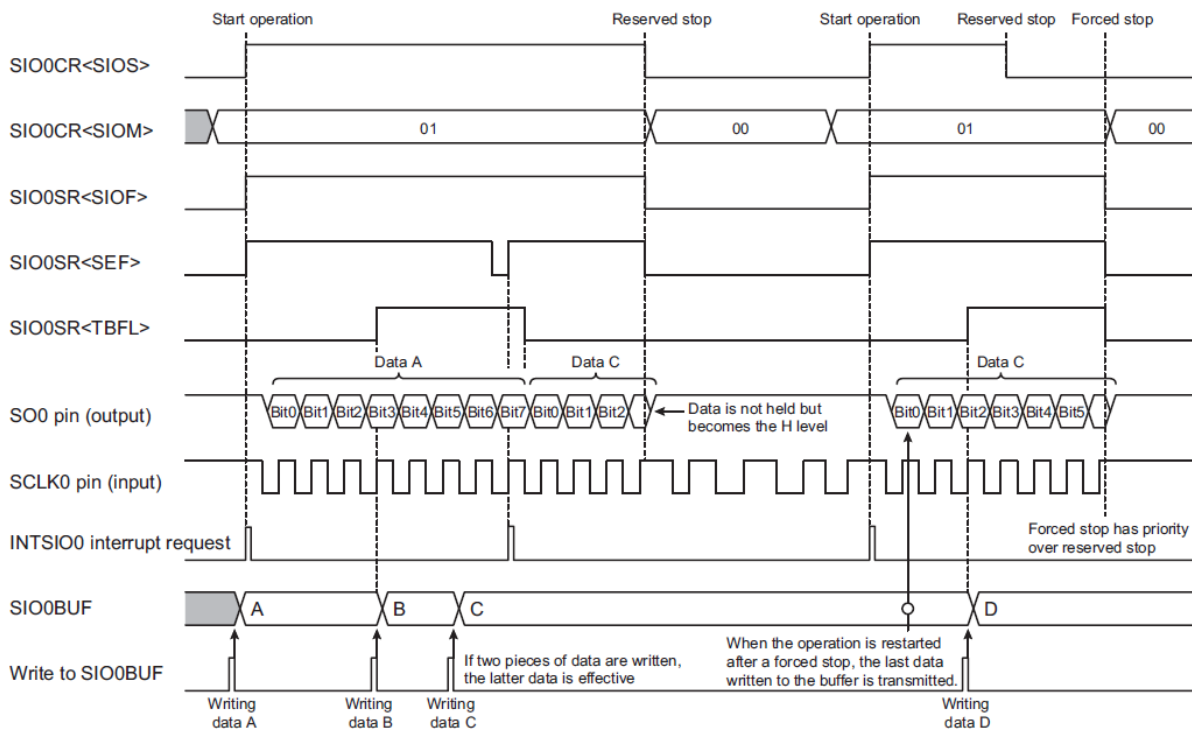 Start operation Reserved stop Start operation Reserved stop Forced stop
SIO0CR<SIOS>
SIO0CR<SIOM> 01 00 01 00
SIO0SR<SIOF>
SIO0SR<SEF>
SIO0SR<TBFL>
Data A Data C Data C
SO0 pin (output) Bit0 Bit1 Bit2 Bit3 Bit4 Bit5 Bit6 Bit7 Bit0 Bit1 Bit2 Bit0 Bit1 Bit2 Bit3 Bit4 Bit5
Data is not held but
becomes the H level
SCLK0 pin (input)
INTSIO0 interrupt request
Forced stop has priority
over reserved stop
SIO0BUF A B C D
Write to SIO0BUF
If two pieces of data are written,
the latter data is effective
When the operation is restarted
after a forced stop, the last data
written to the buffer is transmitted.
Writing
data A
Writing
data B
Writing
data C
Writing
data D